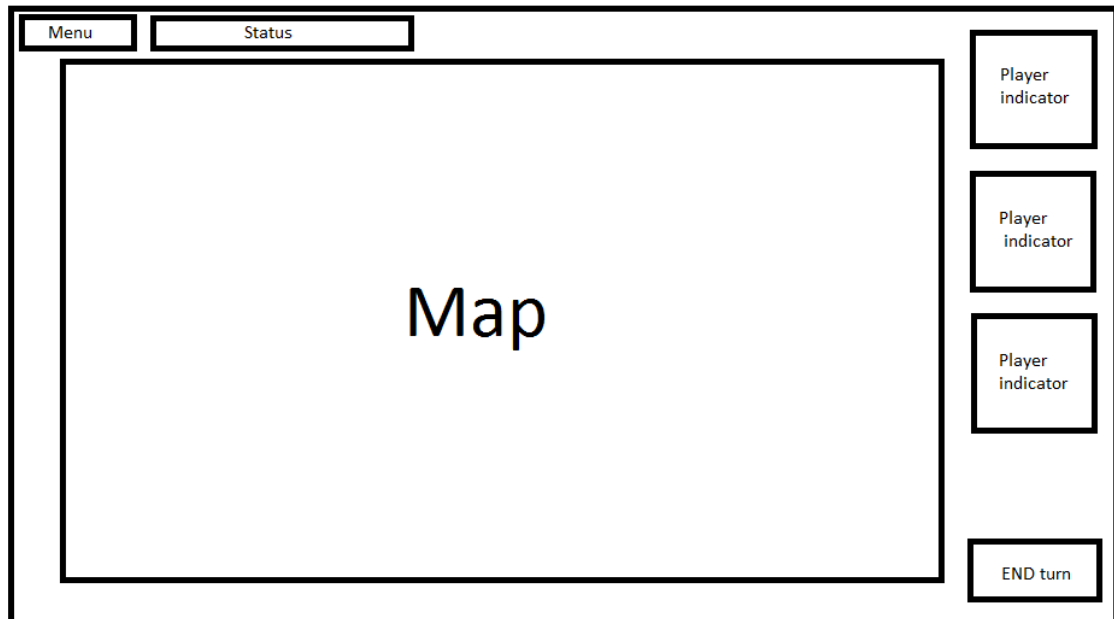 Menu
Status
Player
indicator
Player
indicator
Player
indicator
Map
END turn